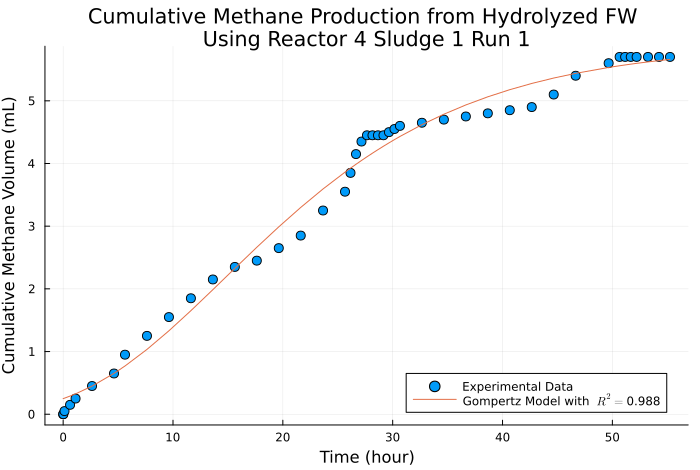 Cumulative Methane Production from Hydrolyzed FW
Using Reactor 4 Sludge 1 Run 1
Cumulative Methane Volume (mL)
5
4
3
2
1
0
0 10 20 30 40 50
Time (hour)
Experimental Data
Gompertz Model with R² = 0.988